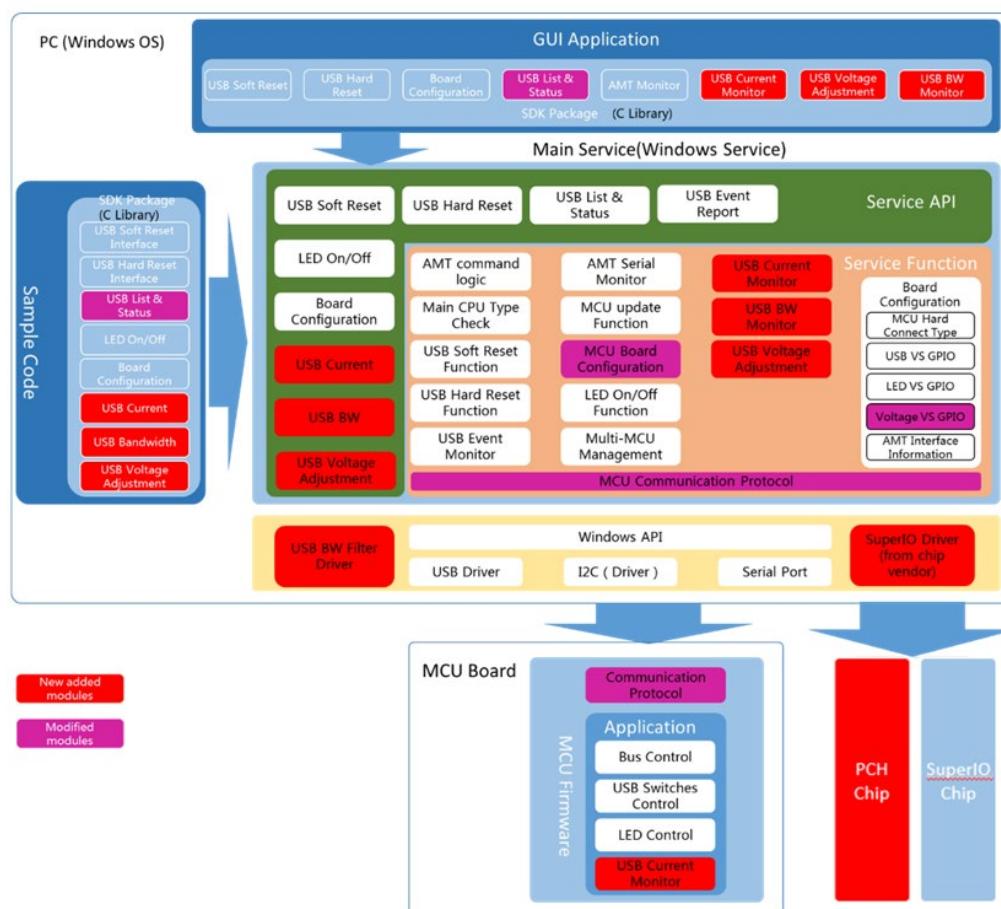 PC (Windows OS)
GUI Application
USB Soft Reset
USB Hard
Reset
Board
Configuration
USB List &
Status
AMT Monitor
USB Current
Monitor
USB Voltage
Adjustment
USB BW
Monitor
SDK Package (C Library)
Main Service(Windows Service)
Sample Code
SDK Package
(C Library)
USB Soft Reset
Interface
USB Hard Reset
Interface
USB List &
Status
LED On/Off
Board
Configuration
USB Current
USB Bandwidth
USB Voltage
Adjustment
USB Soft Reset
USB Hard Reset
USB List &
Status
USB Event
Report
Service API
LED On/Off
Board
Configuration
USB Current
USB BW
USB Voltage
Adjustment
AMT command
logic
Main CPU Type
Check
USB Soft Reset
Function
USB Hard Reset
Function
USB Event
Monitor
AMT Serial
Monitor
MCU update
Function
MCU Board
Configuration
LED On/Off
Function
Multi-MCU
Management
USB Current
Monitor
USB BW
Monitor
USB Voltage
Adjustment
Service Function
Board
Configuration
MCU Hard
Connect Type
USB VS GPIO
LED VS GPIO
Voltage VS GPIO
AMT Interface
Information
MCU Communication Protocol
USB BW Filter
Driver
Windows API
USB Driver
I2C ( Driver )
Serial Port
SuperIO Driver
(from chip
vendor)
New added
modules
Modified
modules
MCU Board
MCU Firmware
Communication
Protocol
Application
Bus Control
USB Switches
Control
LED Control
USB Current
Monitor
PCH
Chip
SuperIO
Chip